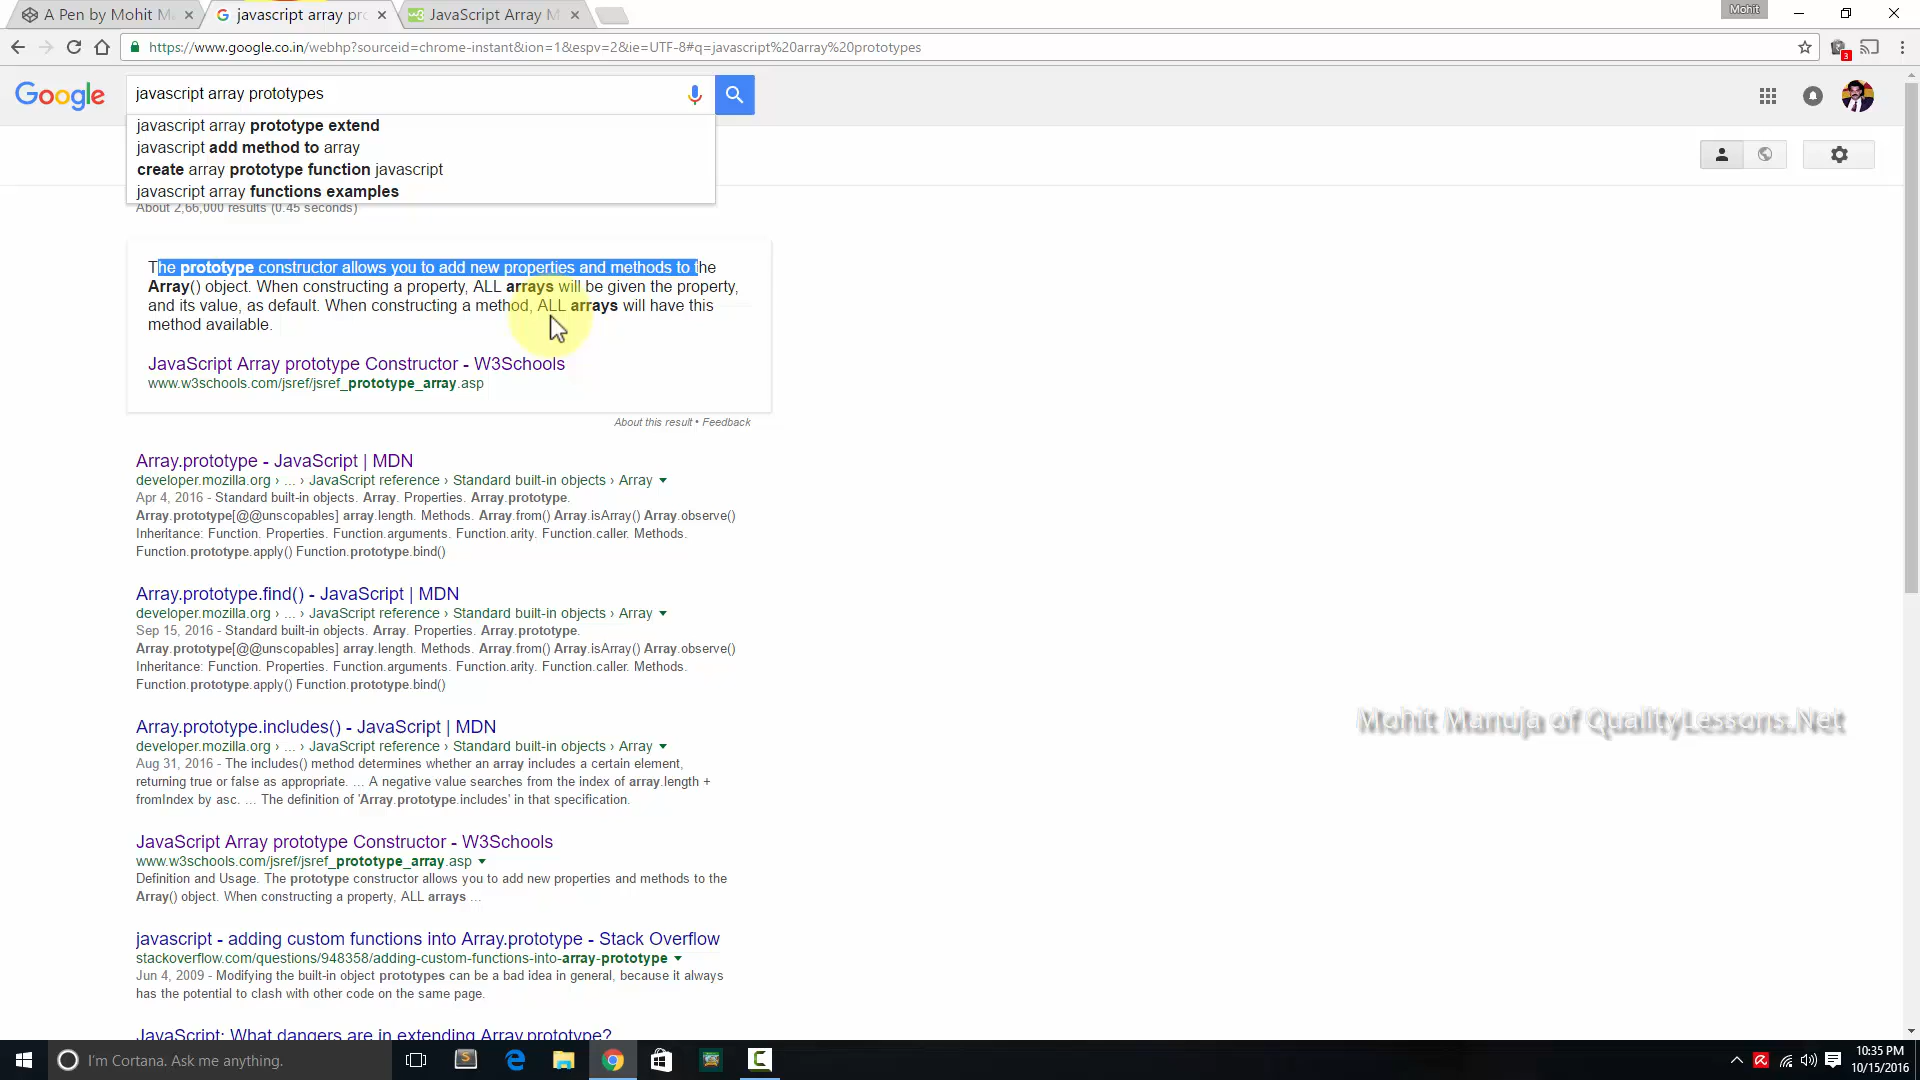 A Pen by Mohit Ma
javascript array pro
JavaScript Array M
Mohit
https://www.google.co.in/webhp?sourceid=chrome-instant&ion=1&espv=2&ie=UTF-8#q=javascript%20array%20prototypes
3
Google
javascript array prototypes
javascript array prototype extend
javascript add method to array
create array prototype function javascript
javascript array functions examples
About 2,66,000 results (0.45 seconds)
The prototype constructor allows you to add new properties and methods to the
Array() object. When constructing a property, ALL arrays will be given the property,
and its value, as default. When constructing a method, ALL arrays will have this
method available.
JavaScript Array prototype Constructor - W3Schools
www.w3schools.com/jsref/jsref_prototype_array.asp
About this result • Feedback
Array.prototype - JavaScript | MDN
developer.mozilla.org › ... › JavaScript reference › Standard built-in objects › Array
Apr 4, 2016 - Standard built-in objects. Array. Properties. Array.prototype.
Array.prototype[@@unscopables] array.length. Methods. Array.from() Array.isArray() Array.observe()
Inheritance: Function. Properties. Function.arguments. Function.arity. Function.caller. Methods.
Function.prototype.apply() Function.prototype.bind()
Array.prototype.find() - JavaScript | MDN
developer.mozilla.org › ... › JavaScript reference › Standard built-in objects › Array
Sep 15, 2016 - Standard built-in objects. Array. Properties. Array.prototype.
Array.prototype[@@unscopables] array.length. Methods. Array.from() Array.isArray() Array.observe()
Inheritance: Function. Properties. Function.arguments. Function.arity. Function.caller. Methods.
Function.prototype.apply() Function.prototype.bind()
Array.prototype.includes() - JavaScript | MDN
developer.mozilla.org › ... › JavaScript reference › Standard built-in objects › Array
Aug 31, 2016 - The includes() method determines whether an array includes a certain element,
returning true or false as appropriate. ... A negative value searches from the index of array.length +
fromIndex by asc. ... The definition of 'Array.prototype.includes' in that specification.
Mohit Manuja of QualityLessons.Net
JavaScript Array prototype Constructor - W3Schools
www.w3schools.com/jsref/jsref_prototype_array.asp
Definition and Usage. The prototype constructor allows you to add new properties and methods to the
Array() object. When constructing a property, ALL arrays ...
javascript - adding custom functions into Array.prototype - Stack Overflow
stackoverflow.com/questions/948358/adding-custom-functions-into-array-prototype
Jun 4, 2009 - Modifying the built-in object prototypes can be a bad idea in general, because it always
has the potential to clash with other code on the same page.
JavaScript: What dangers are in extending Array.prototype?
I'm Cortana. Ask me anything.
10:35 PM
10/15/2016